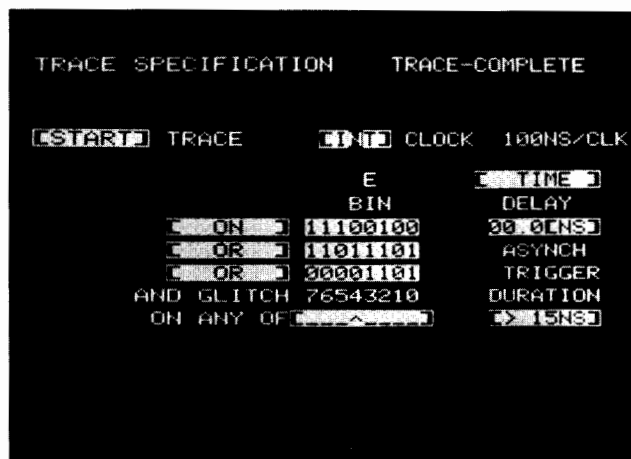 TRACE SPECIFICATION TRACE-COMPLETE
[START] TRACE [INT] CLOCK 100NS/CLK
E [ TIME ]
BIN DELAY
[ ON ] 11100100 00.0[NS]
[ OR ] 11011101 ASYNCH
[ OR ] 00001101 TRIGGER
AND GLITCH 76543210 DURATION
ON ANY OF[____^____] [> 15NS]